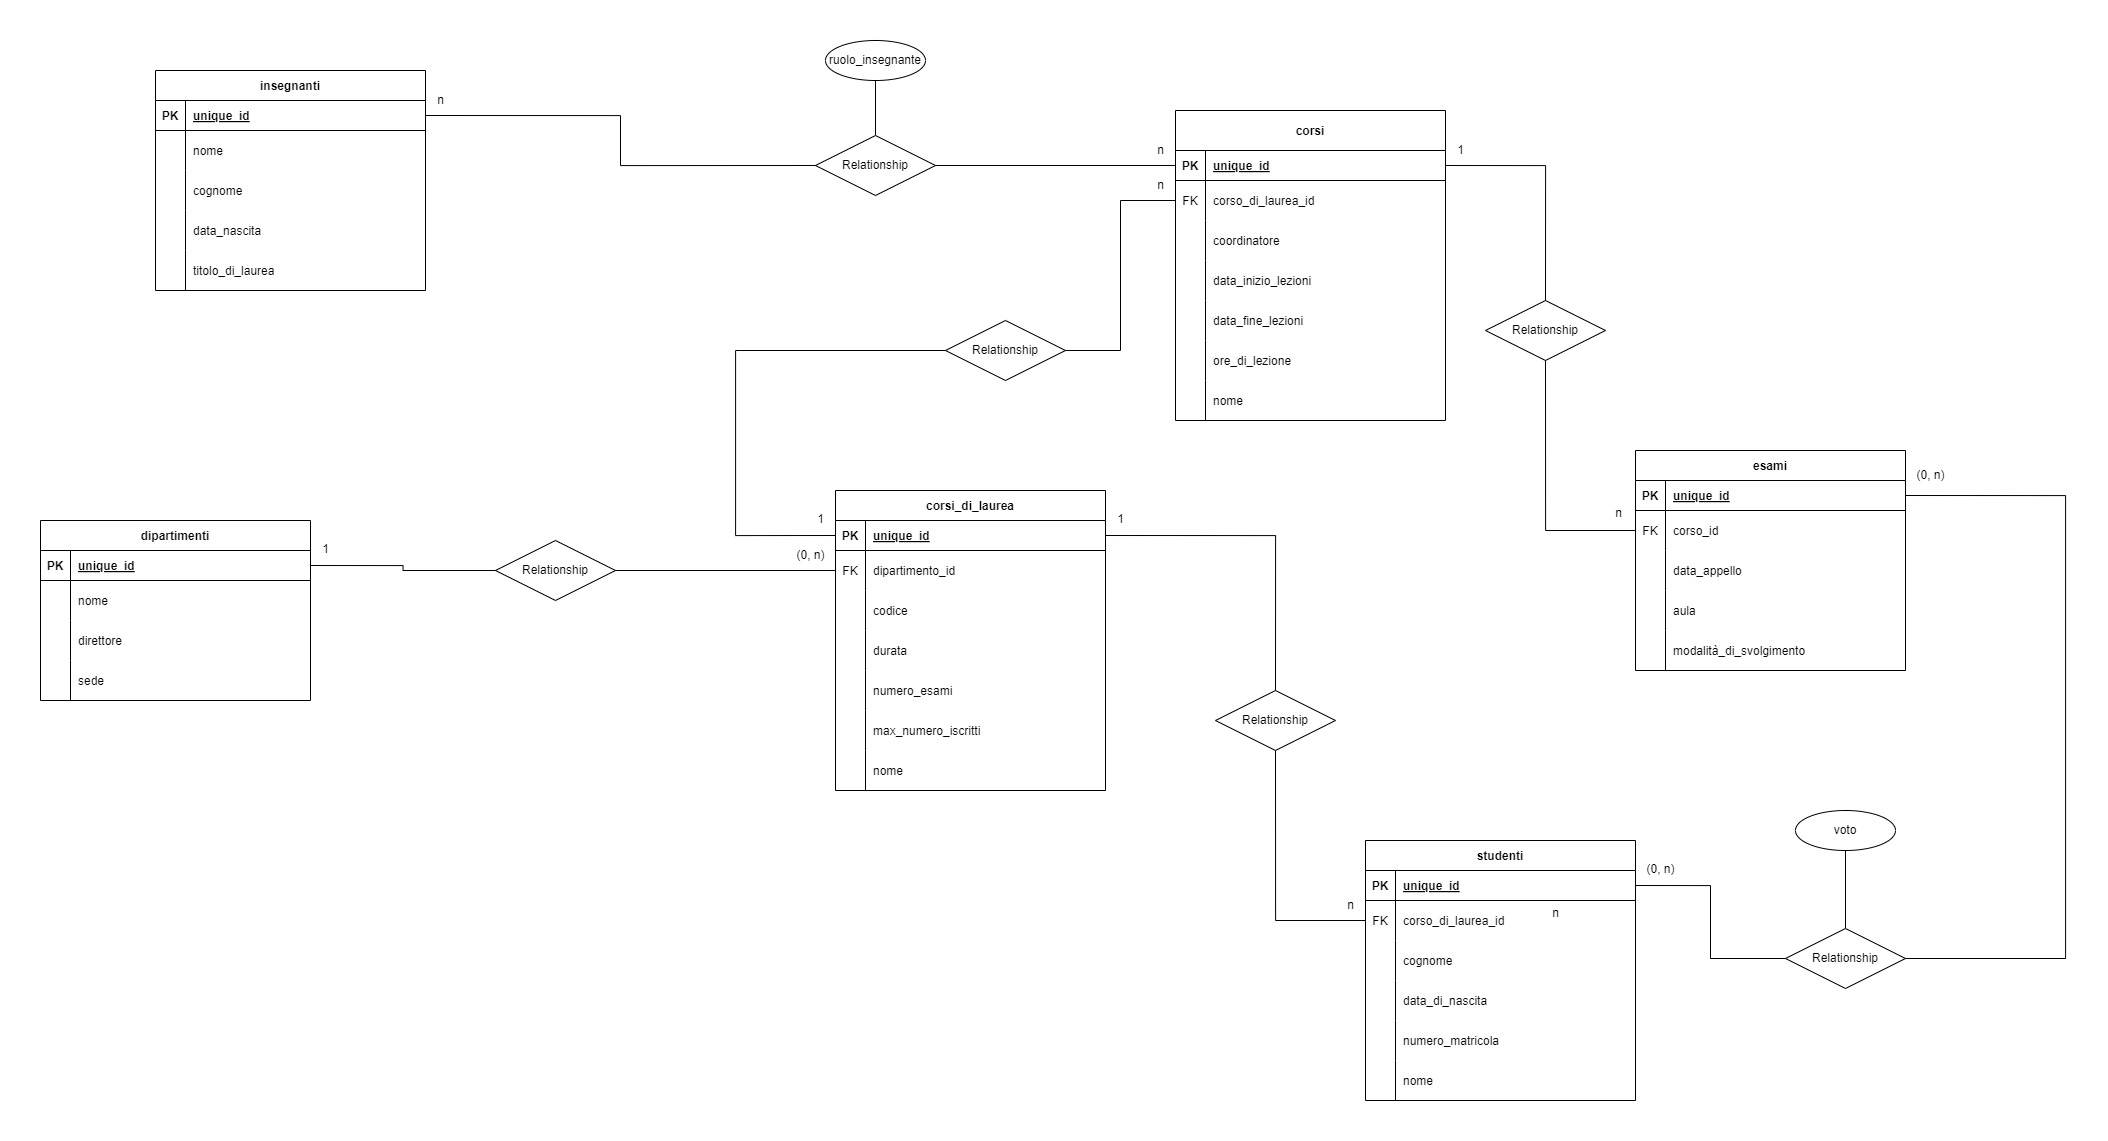 ruolo_insegnante
insegnanti
PK unique_id
nome
cognome
data_nascita
titolo_di_laurea
n
Relationship
n
corsi
PK unique_id
FK corso_di_laurea_id
coordinatore
data_inizio_lezioni
data_fine_lezioni
ore_di_lezione
nome
n
1
Relationship
Relationship
n
esami
PK unique_id
FK corso_id
data_appello
aula
modalità_di_svolgimento
(0, n)
dipartimenti
PK unique_id
nome
direttore
sede
1
Relationship
1
(0, n)
corsi_di_laurea
PK unique_id
FK dipartimento_id
codice
durata
numero_esami
max_numero_iscritti
nome
1
Relationship
n
studenti
PK unique_id
FK corso_di_laurea_id n
cognome
data_di_nascita
numero_matricola
nome
(0, n)
voto
Relationship